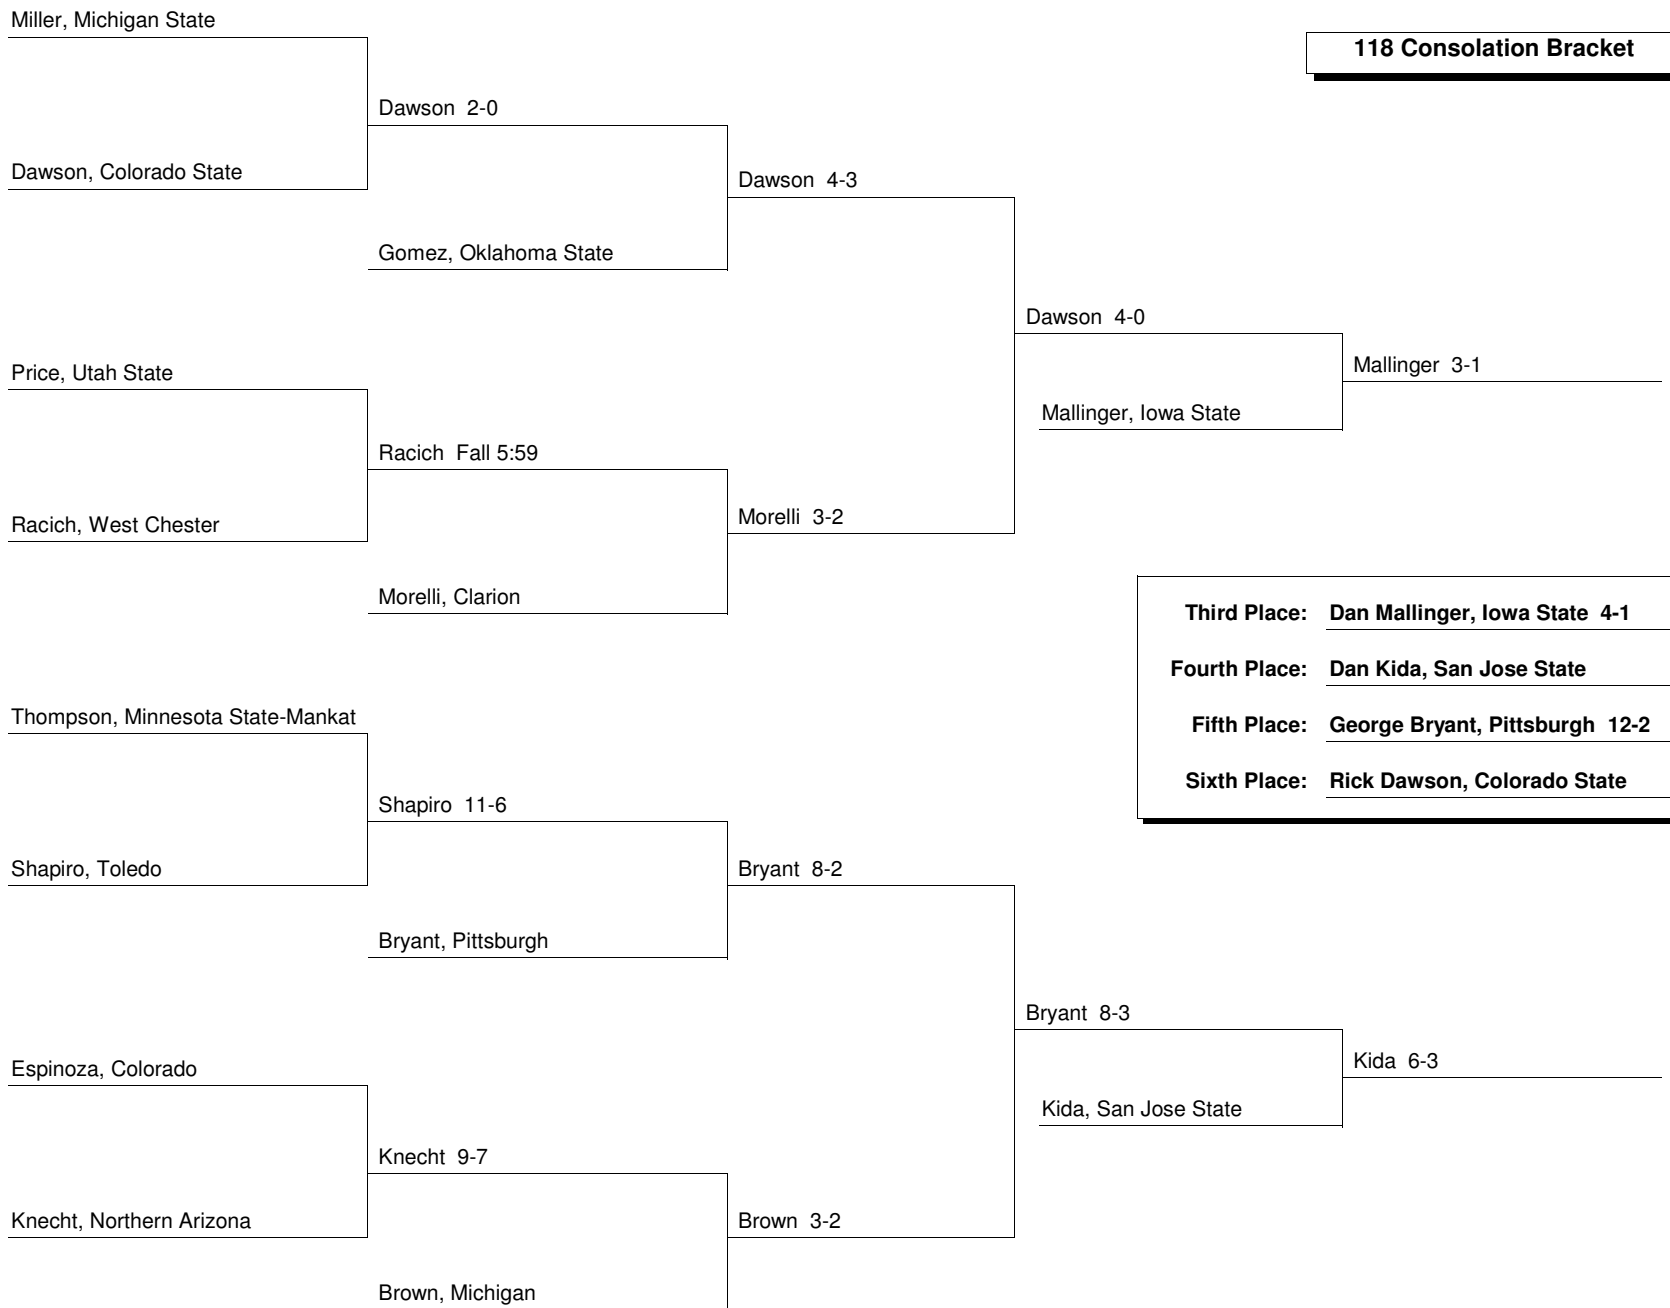 Miller, Michigan State
118 Consolation Bracket
Dawson 2-0
Dawson, Colorado State
Dawson 4-3
Gomez, Oklahoma State
Dawson 4-0
Mallinger 3-1
Price, Utah State
Mallinger, Iowa State
Racich Fall 5:59
Morelli 3-2
Racich, West Chester
Morelli, Clarion
Third Place: Dan Mallinger, Iowa State 4-1
Fourth Place: Dan Kida, San Jose State
Fifth Place: George Bryant, Pittsburgh 12-2
Sixth Place: Rick Dawson, Colorado State
Thompson, Minnesota State-Mankat
Shapiro 11-6
Shapiro, Toledo
Bryant 8-2
Bryant, Pittsburgh
Bryant 8-3
Espinoza, Colorado
Kida 6-3
Kida, San Jose State
Knecht 9-7
Knecht, Northern Arizona
Brown 3-2
Brown, Michigan